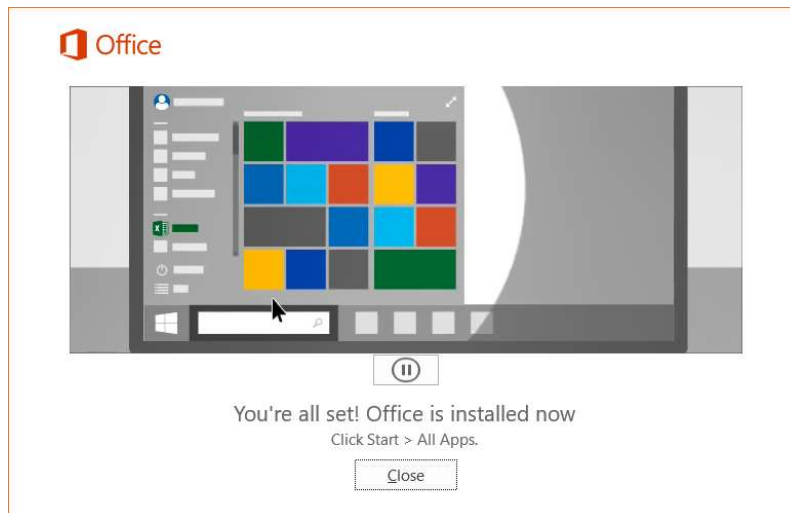 Office
You're all set! Office is installed now
Click Start > All Apps.
Close